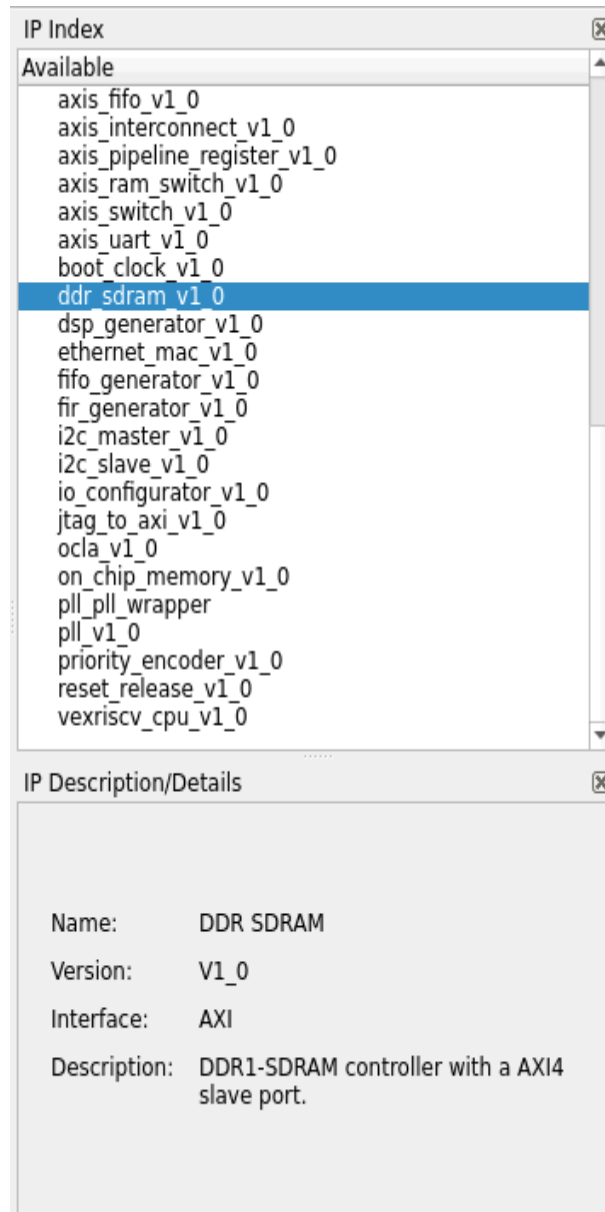 IP Index
Available
axis_fifo_v1_0
axis_interconnect_v1_0
axis_pipeline_register_v1_0
axis_ram_switch_v1_0
axis_switch_v1_0
axis_uart_v1_0
boot_clock_v1_0
ddr_sdram_v1_0
dsp_generator_v1_0
ethernet_mac_v1_0
fifo_generator_v1_0
fir_generator_v1_0
i2c_master_v1_0
i2c_slave_v1_0
io_configurator_v1_0
jtag_to_axi_v1_0
ocla_v1_0
on_chip_memory_v1_0
pll_pll_wrapper
pll_v1_0
priority_encoder_v1_0
reset_release_v1_0
vexriscv_cpu_v1_0
IP Description/Details
Name: DDR SDRAM
Version: V1_0
Interface: AXI
Description: DDR1-SDRAM controller with a AXI4
slave port.